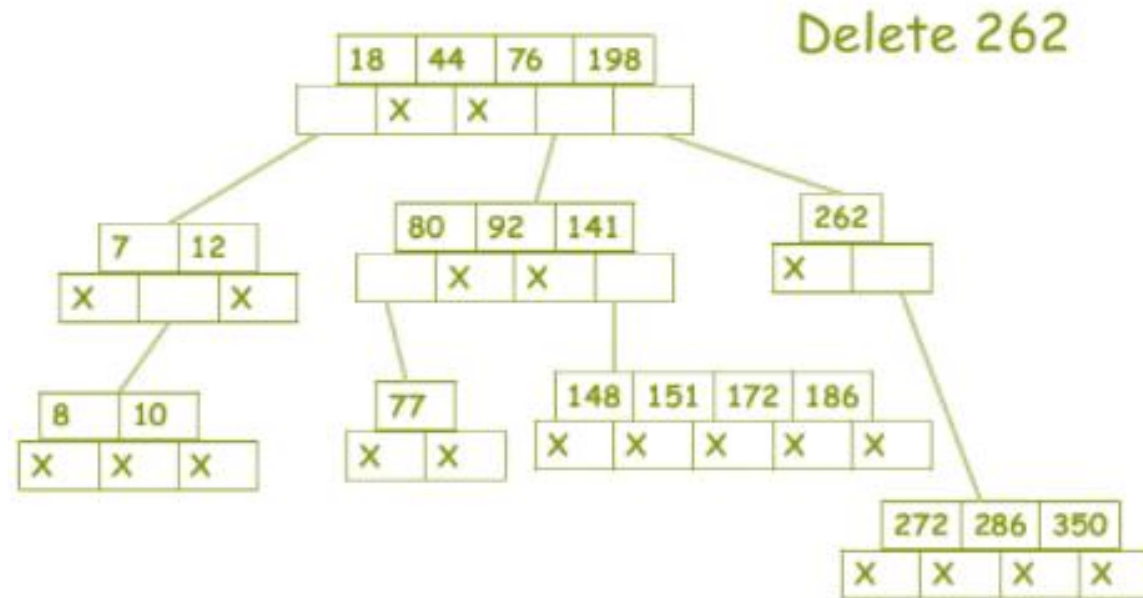 Delete 262
18 44 76 198
X X
7 12
X X
80 92 141
X X
262
X
8 10
X X X
77
X X
148 151 172 186
X X X X X
272 286 350
X X X X